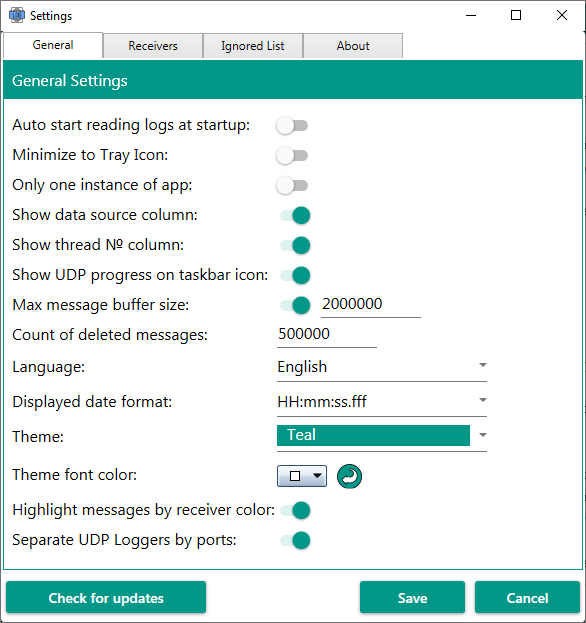 Settings
General Receivers Ignored List About
General Settings
Auto start reading logs at startup:
Minimize to Tray Icon:
Only one instance of app:
Show data source column:
Show thread № column:
Show UDP progress on taskbar icon:
Max message buffer size: 2000000
Count of deleted messages: 500000
Language: English
Displayed date format: HH:mm:ss.fff
Theme: Teal
Theme font color:
Highlight messages by receiver color:
Separate UDP Loggers by ports:
Check for updates Save Cancel